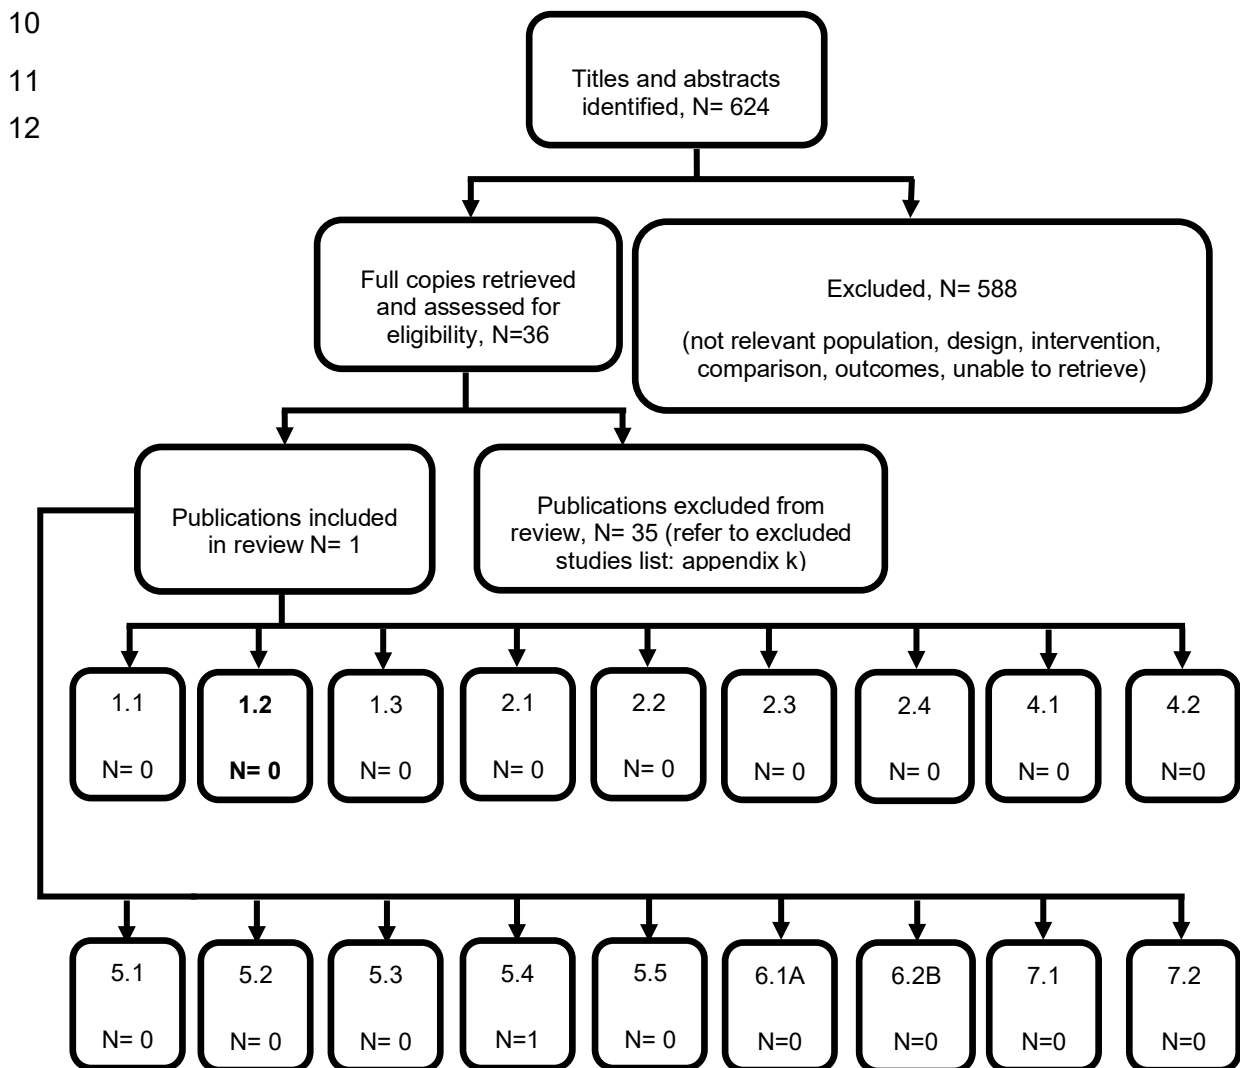 10
11
12
Titles and abstracts
identified, N= 624
Full copies retrieved
and assessed for
eligibility, N=36
Excluded, N= 588
(not relevant population, design, intervention,
comparison, outcomes, unable to retrieve)
Publications included
in review N= 1
Publications excluded from
review, N= 35 (refer to excluded
studies list: appendix k)
1.1
N= 0
1.2
N= 0
1.3
N= 0
2.1
N= 0
2.2
N= 0
2.3
N= 0
2.4
N= 0
4.1
N= 0
4.2
N=0
5.1
N= 0
5.2
N= 0
5.3
N= 0
5.4
N=1
5.5
N= 0
6.1A
N=0
6.2B
N=0
7.1
N=0
7.2
N=0